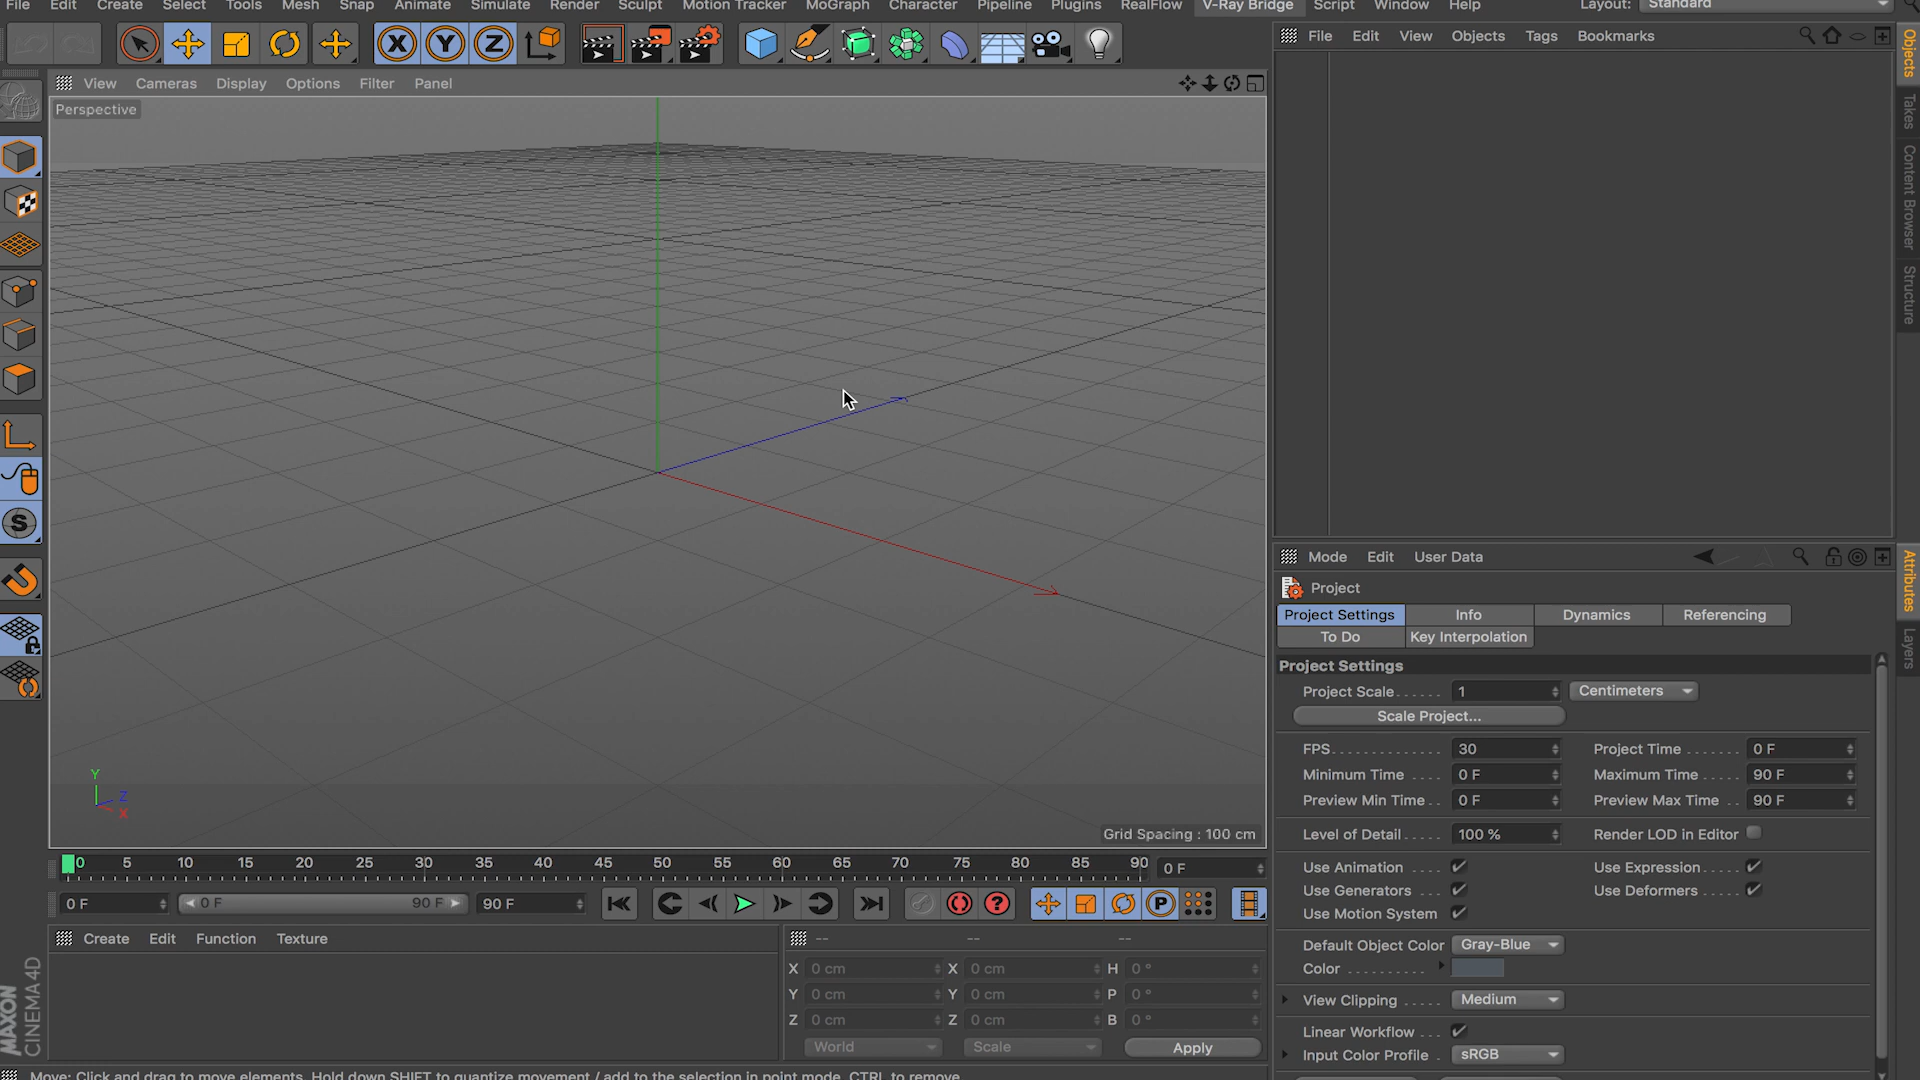 File Edit Create Select Tools Mesh Snap Animate Simulate Render Sculpt Motion Tracker MoGraph Character Pipeline Plugins RealFlow V-Ray Bridge Script Window Help Layout: Standard
X Y Z
File Edit View Objects Tags Bookmarks
Objects
Takes
Content Browser
Structure
View Cameras Display Options Filter Panel
Perspective
S
Y
Z
X
Grid Spacing : 100 cm
Mode Edit User Data
Attributes
Layers
Project
Project Settings Info Dynamics Referencing
To Do Key Interpolation
Project Settings
Project Scale...... 1 Centimeters
Scale Project...
FPS............. 30 Project Time ....... 0 F
Minimum Time .... 0 F Maximum Time ..... 90 F
Preview Min Time.. 0 F Preview Max Time .. 90 F
Level of Detail..... 100 % Render LOD in Editor
Use Animation .... Use Expression.....
Use Generators ... Use Deformers .....
Use Motion System
Default Object Color Gray-Blue
Color ..........
View Clipping ..... Medium
Linear Workflow ...
Input Color Profile . sRGB
0 5 10 15 20 25 30 35 40 45 50 55 60 65 70 75 80 85 90 0 F
0 F 0 F 90 F 90 F P
Create Edit Function Texture
-- -- --
X 0 cm X 0 cm H 0 °
Y 0 cm Y 0 cm P 0 °
Z 0 cm Z 0 cm B 0 °
World Scale Apply
MAXON
CINEMA 4D
Move: Click and drag to move elements. Hold down SHIFT to quantize movement / add to the selection in point mode, CTRL to remove.